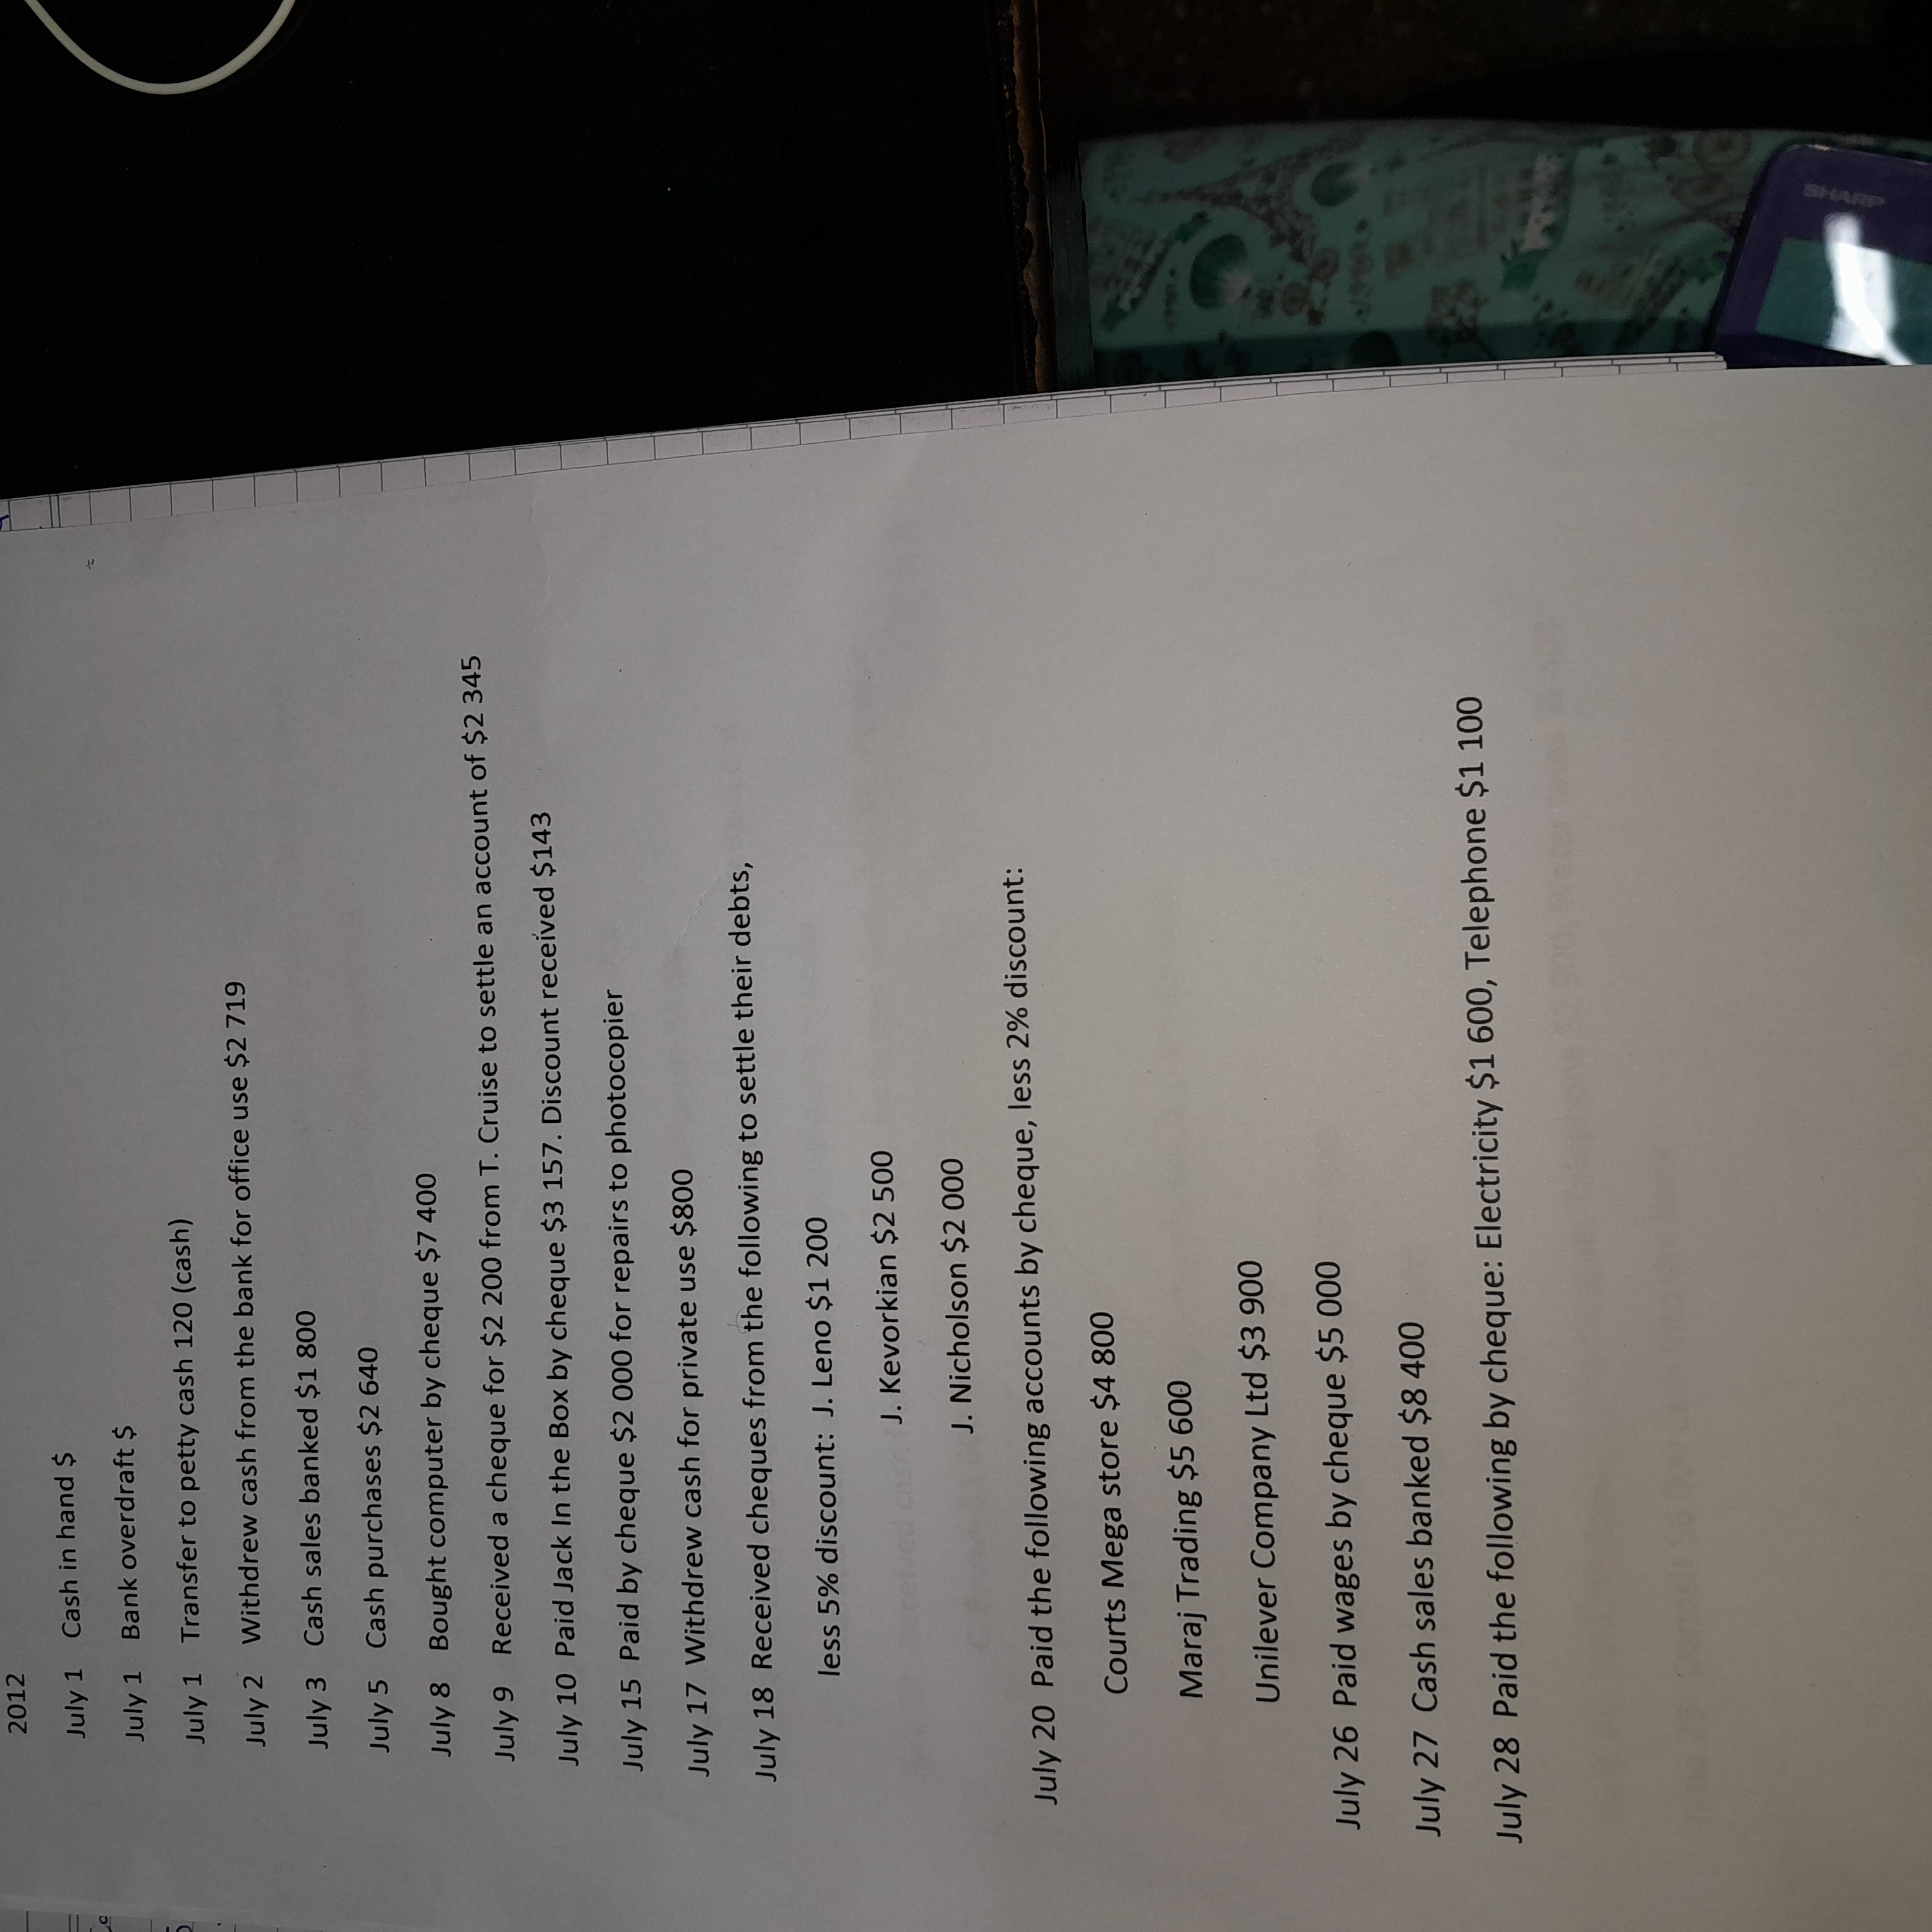 2012
July 1 Cash in hand $
July 1 Bank overdraft $
July 1 Transfer to petty cash 120 (cash)
July 2 Withdrew cash from the bank for office use $2 719
July 3 Cash sales banked $1 800
July 5 Cash purchases $2 640
July 8 Bought computer by cheque $7 400
July 9 Received a cheque for $2 200 from T. Cruise to settle an account of $2 345
July 10 Paid Jack In the Box by cheque $3 157. Discount received $143
July 15 Paid by cheque $2 000 for repairs to photocopier
July 17 Withdrew cash for private use $800
July 18 Received cheques from the following to settle their debts,
less 5% discount: J. Leno $1 200
J. Kevorkian $2 500
J. Nicholson $2 000
July 20 Paid the following accounts by cheque, less 2% discount:
Courts Mega store $4 800
Maraj Trading $5 600
Unilever Company Ltd $3 900
July 26 Paid wages by cheque $5 000
July 27 Cash sales banked $8 400
July 28 Paid the following by cheque: Electricity $1 600, Telephone $1 100
SHARP